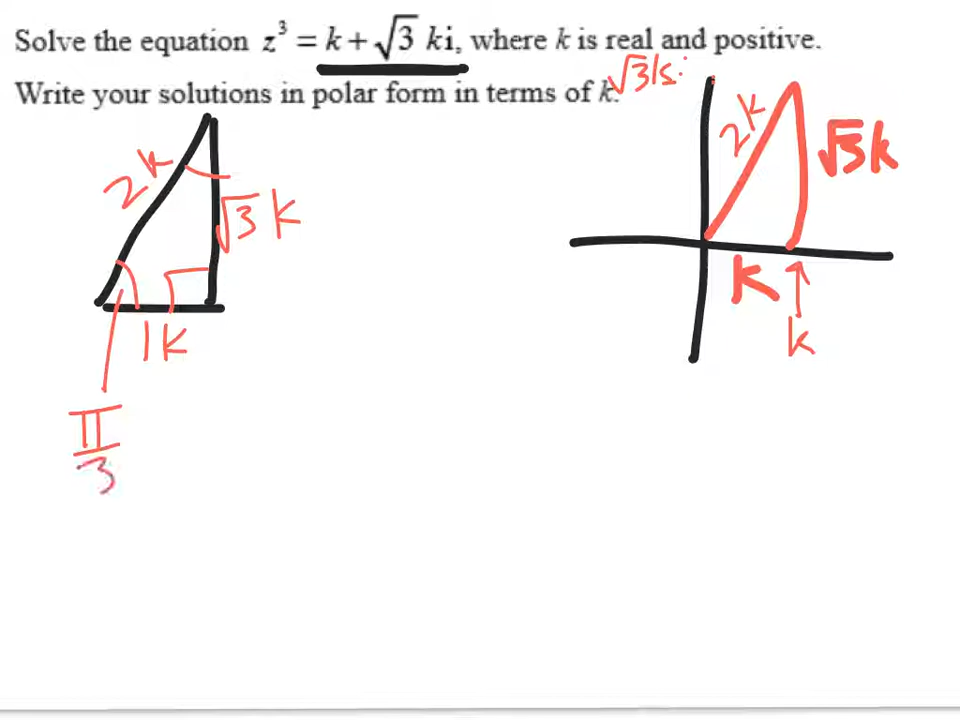 Solve the equation z³ = k + √3 ki, where k is real and positive.
Write your solutions in polar form in terms of k.
√3k
2k
√3 k
1k
π/3
2k
√3k
k
k